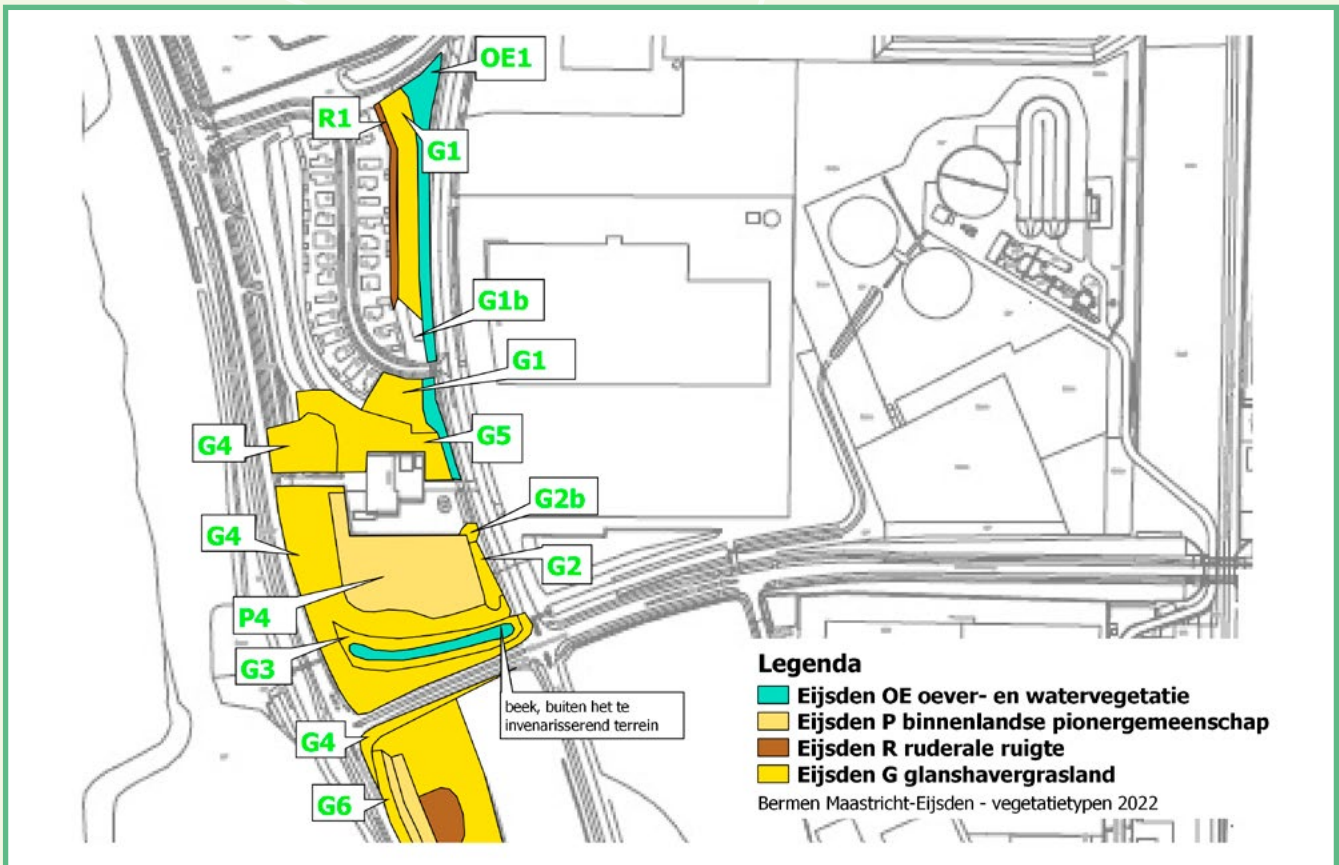 OE1
R1
G1
G1b
G1
G4
G5
G2b
G4
G2
P4
G3
beek, buiten het te
invenarisserend terrein
G4
G6
Legenda
Eijsden OE oever- en watervegetatie
Eijsden P binnenlandse pionergemeenschap
Eijsden R ruderale ruigte
Eijsden G glanshavergrasland
Bermen Maastricht-Eijsden - vegetatietypen 2022